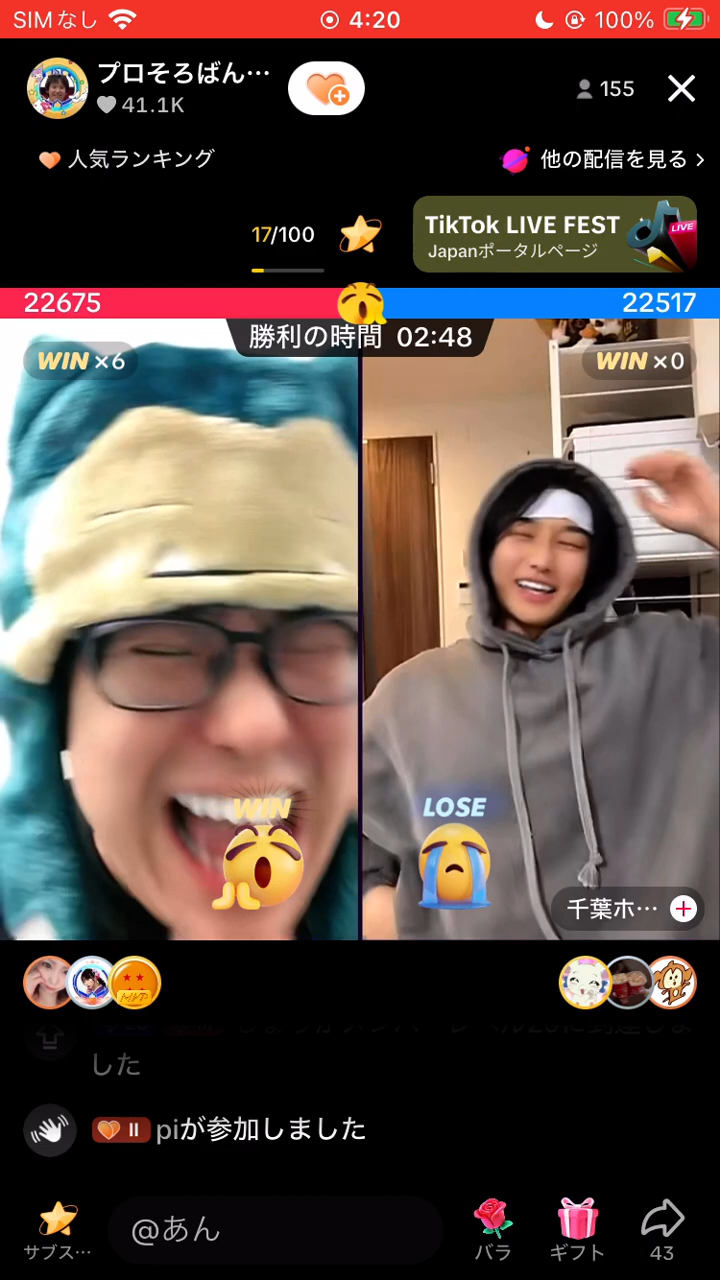 SIMなし 4:20 100%
プロそろばん…
41.1K
155
人気ランキング
他の配信を見る
17/100
TikTok LIVE FEST
Japanポータルページ
LIVE
22675
22517
勝利の時間 02:48
WIN ×6
WIN ×0
WIN
LOSE
千葉ホ…
した
piが参加しました
@あん
サブス…
バラ
ギフト
43